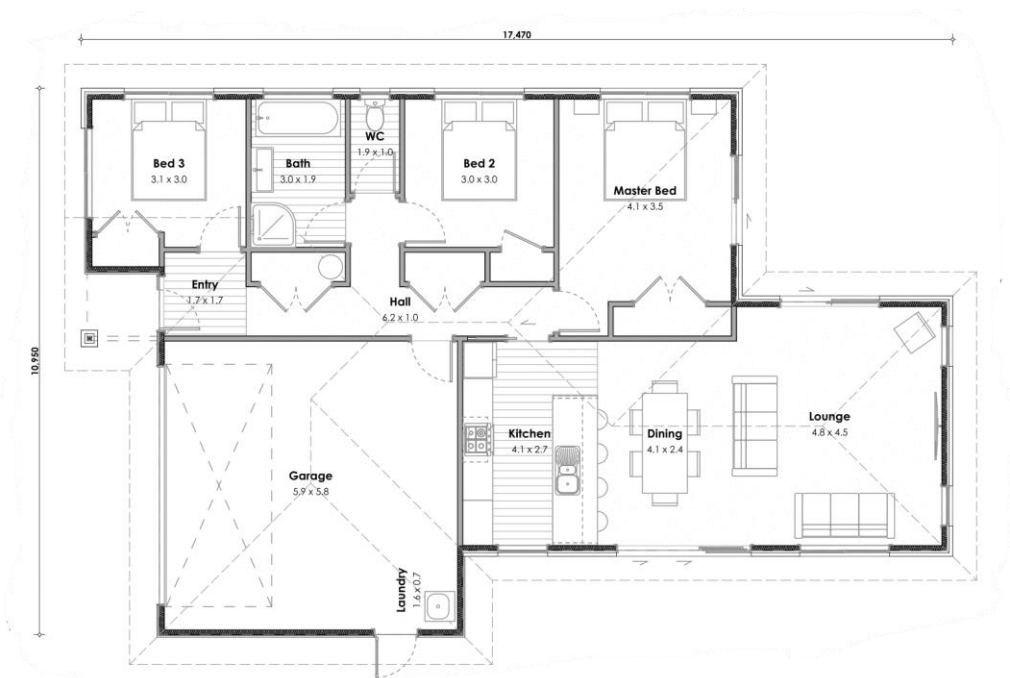 17,470
WC
1.9 x 1.0
Bed 3
3.1 x 3.0
Bath
3.0 x 1.9
Bed 2
3.0 x 3.0
Master Bed
4.1 x 3.5
Entry
1.7 x 1.7
Hall
6.2 x 1.0
10,950
Kitchen
4.1 x 2.7
Dining
4.1 x 2.4
Lounge
4.8 x 4.5
Garage
5.9 x 5.8
Laundry
1.6 x 0.7